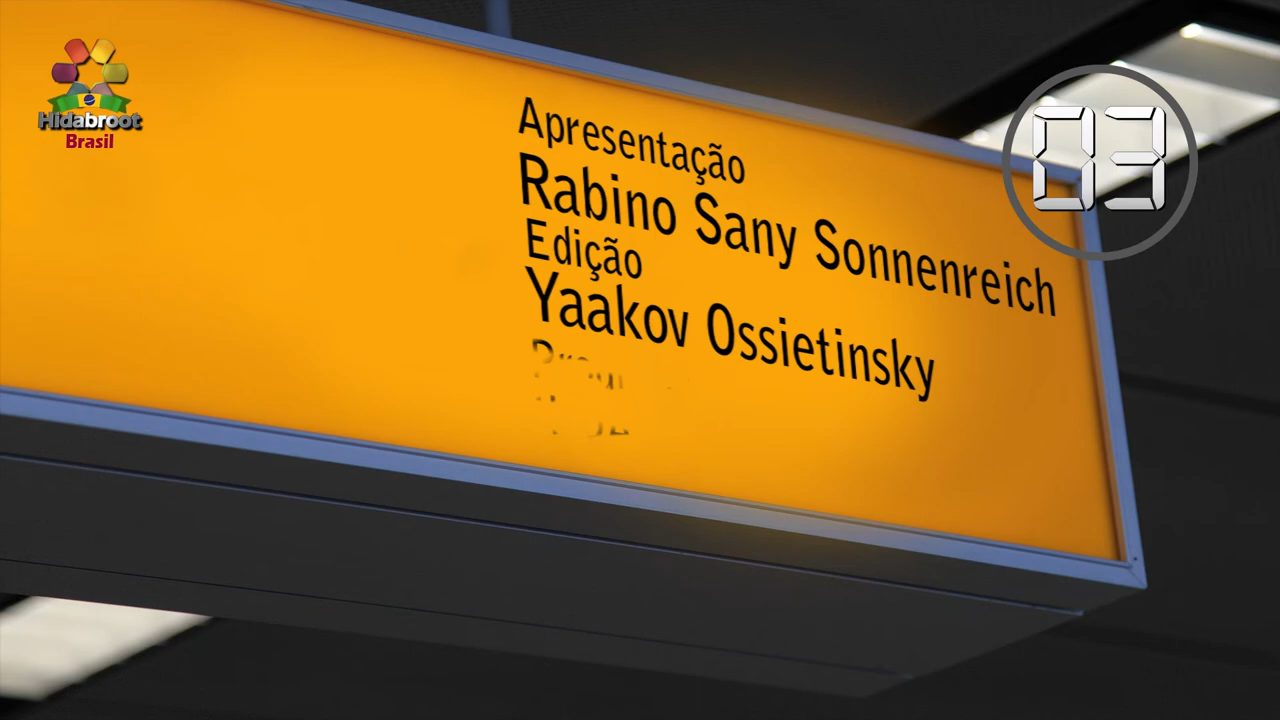 Hidabroot
Brasil
03
Apresentação
Rabino Sany Sonnenreich
Edição
Yaakov Ossietinsky